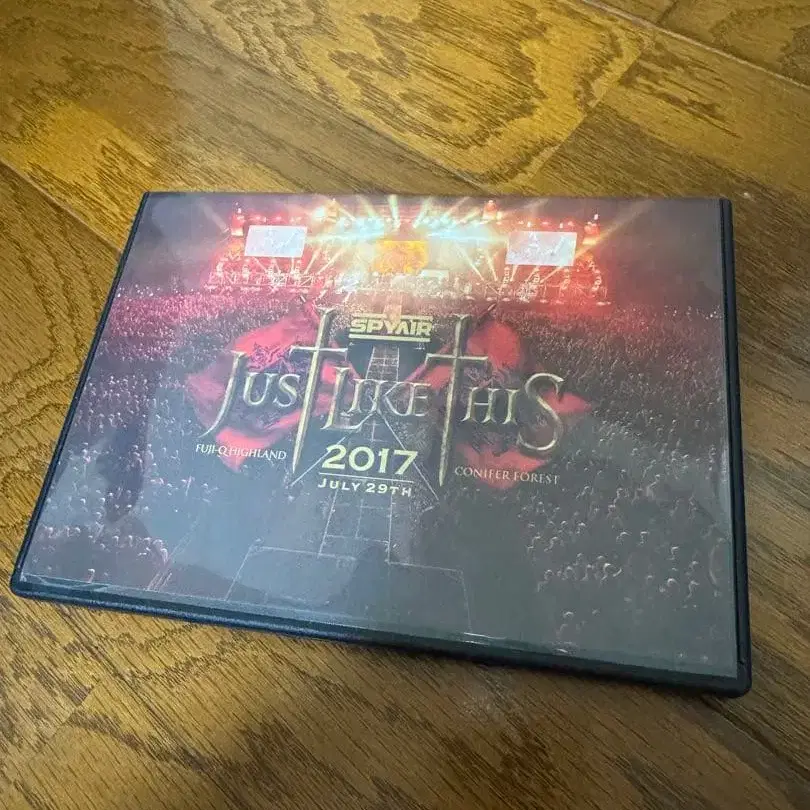 SPYAIR
JUST LIKE THIS
FUJI-Q HIGHLAND
2017
CONIFER FOREST
JULY 29TH